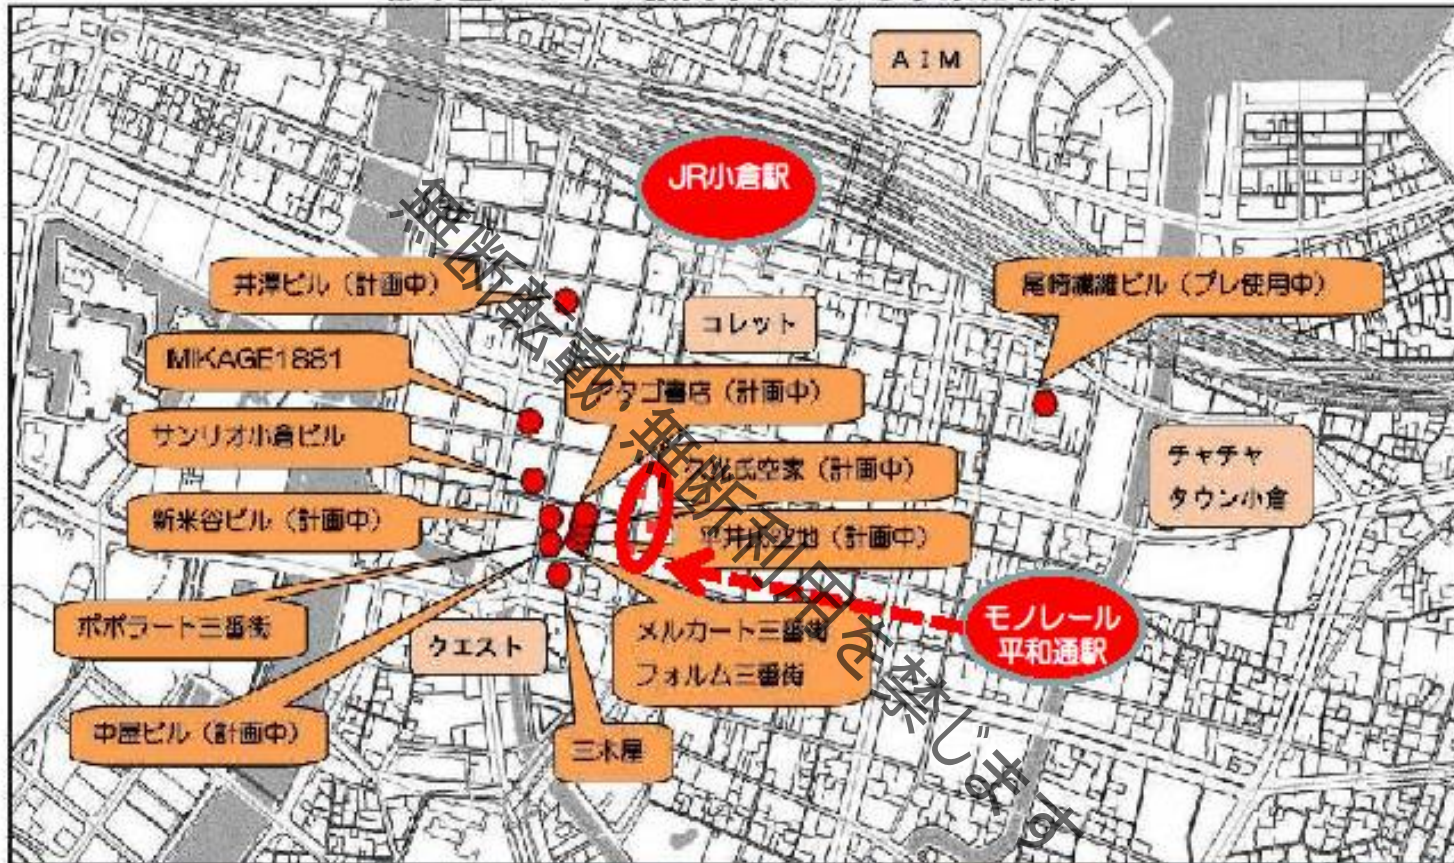 AIM
JR小倉駅
井澤ビル（計画中）
尾崎繊維ビル（プレ使用中）
コレット
MIKAGE1881
アタゴ書店（計画中）
サンリオ小倉ビル
チャチャ
タウン小倉
氏空家（計画中）
新米谷ビル（計画中）
平井氏空地（計画中）
ポポラート三番街
クエスト
メルカート三番街
フォルム三番街
モノレール
平和通駅
中屋ビル（計画中）
三木屋
無断転載・無断利用を禁じます